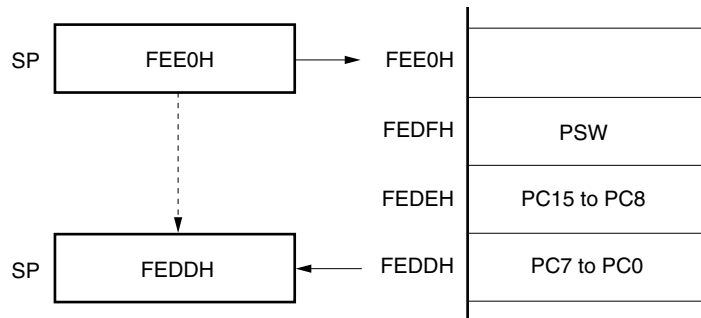 SP FEE0H FEE0H
FEDFH PSW
FEDEH PC15 to PC8
SP FEDDH FEDDH PC7 to PC0